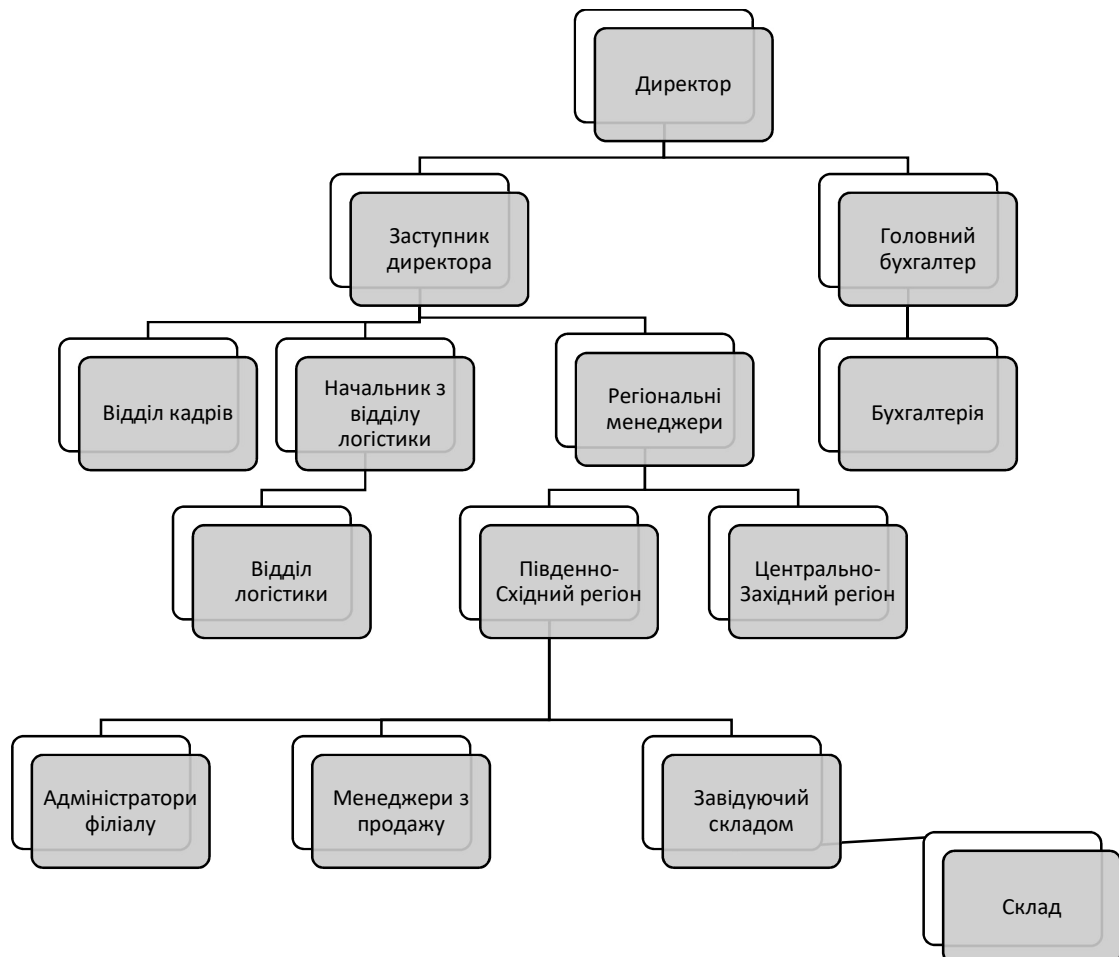 Директор
Заступник
директора
Головний
бухгалтер
Відділ кадрів
Начальник з
відділу
логістики
Регіональні
менеджери
Бухгалтерія
Відділ
логістики
Південно-
Східний регіон
Центрально-
Західний регіон
Адміністратори
філіалу
Менеджери з
продажу
Завідуючий
складом
Склад